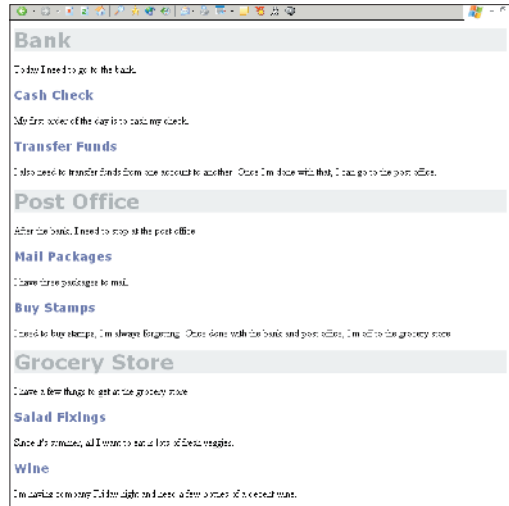 Bank
Today I need to go to the bank.
Cash Check
My first order of the day is to cash my check.
Transfer Funds
I also need to transfer funds from one account to another. Once I'm done with that, I can go to the post office.
Post Office
After the bank, I need to stop at the post office
Mail Packages
I have three packages to mail.
Buy Stamps
I need to buy stamps, I'm always forgetting. Once done with the bank and post office, I'm off to the grocery store
Grocery Store
I have a few things to get at the grocery store
Salad Fixings
Since it's summer, all I want to eat is lots of fresh veggies.
Wine
I'm having company Friday night and need a few bottles of a decent wine.